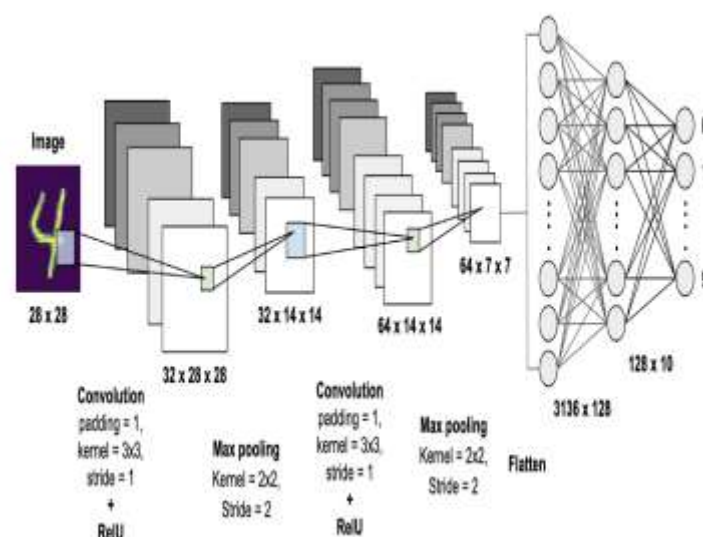 Image
28 x 28
32 x 28 x 28
32 x 14 x 14
64 x 14 x 14
64 x 7 x 7
3136 x 128
128 x 10
Convolution
padding = 1,
kernel = 3x3,
stride = 1
+
RelU
Max pooling
Kernel = 2x2,
Stride = 2
Convolution
padding = 1,
kernel = 3x3,
stride = 1
+
RelU
Max pooling
Kernel = 2x2,
Stride = 2
Flatten